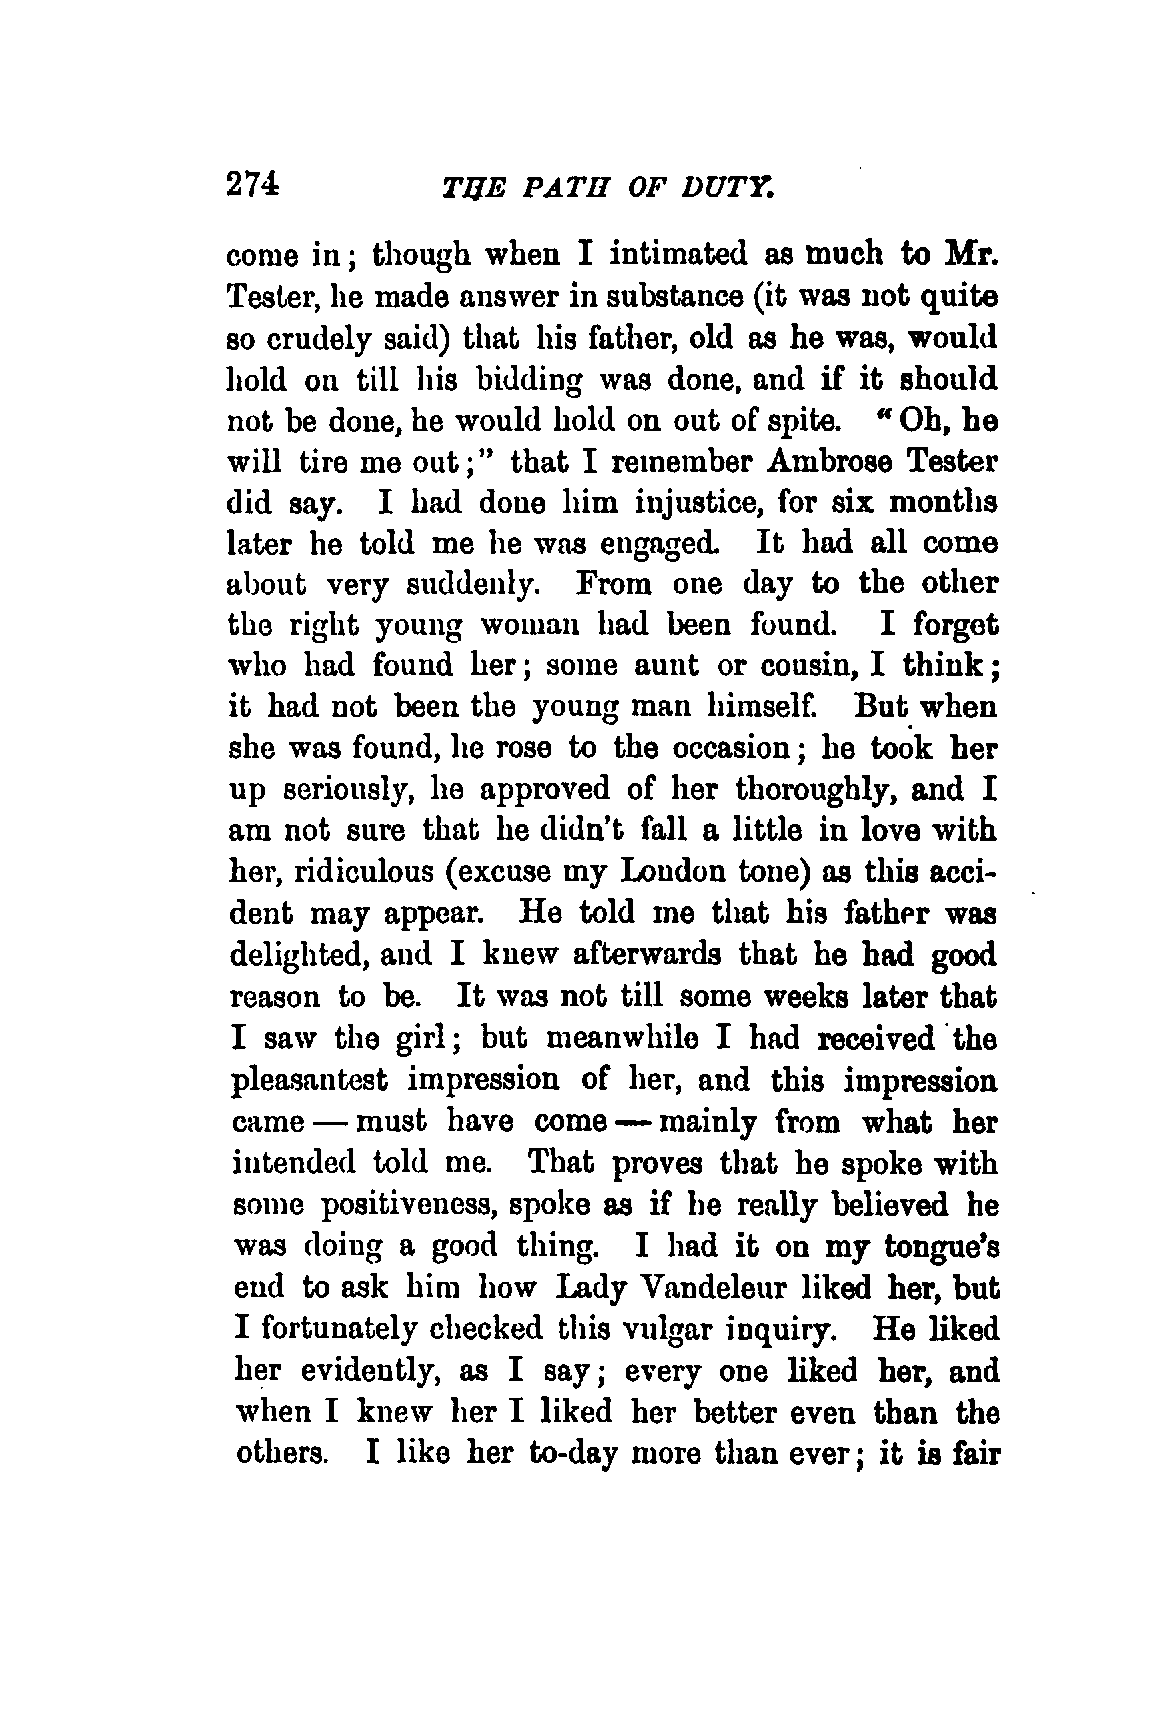 274 THE PATH OF DUTY.
come in; though when I intimated as much to Mr.
Tester, he made answer in substance (it was not quite
so crudely said) that his father, old as he was, would
hold on till his bidding was done, and if it should
not be done, he would hold on out of spite. "Oh, he
will tire me out;" that I remember Ambrose Tester
did say. I had done him injustice, for six months
later he told me he was engaged. It had all come
about very suddenly. From one day to the other
the right young woman had been found. I forget
who had found her; some aunt or cousin, I think;
it had not been the young man himself. But when
she was found, he rose to the occasion; he took her
up seriously, he approved of her thoroughly, and I
am not sure that he didn't fall a little in love with
her, ridiculous (excuse my London tone) as this acci-
dent may appear. He told me that his father was
delighted, and I knew afterwards that he had good
reason to be. It was not till some weeks later that
I saw the girl; but meanwhile I had received the
pleasantest impression of her, and this impression
came — must have come — mainly from what her
intended told me. That proves that he spoke with
some positiveness, spoke as if he really believed he
was doing a good thing. I had it on my tongue's
end to ask him how Lady Vandeleur liked her, but
I fortunately checked this vulgar inquiry. He liked
her evidently, as I say; every one liked her, and
when I knew her I liked her better even than the
others. I like her to-day more than ever; it is fair